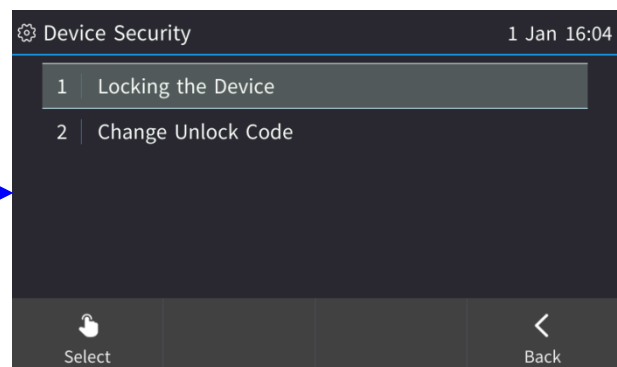 Device Security 1 Jan 16:04
1 Locking the Device
2 Change Unlock Code
Select Back